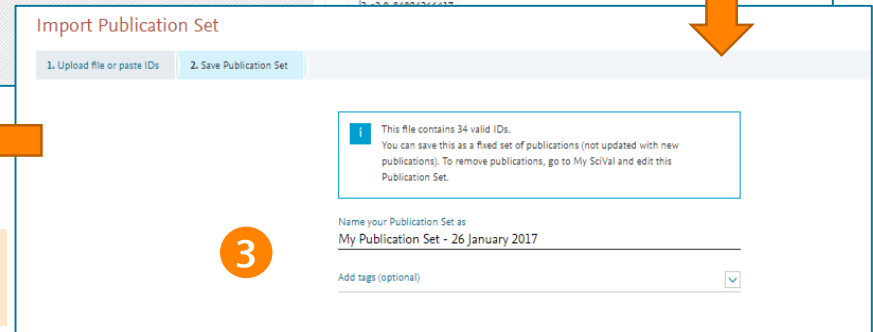 Import Publication Set
1. Upload file or paste IDs 2. Save Publication Set
i This file contains 34 valid IDs.
You can save this as a fixed set of publications (not updated with new
publications). To remove publications, go to My SciVal and edit this
Publication Set.
Name your Publication Set as
My Publication Set - 26 January 2017
3
Add tags (optional)